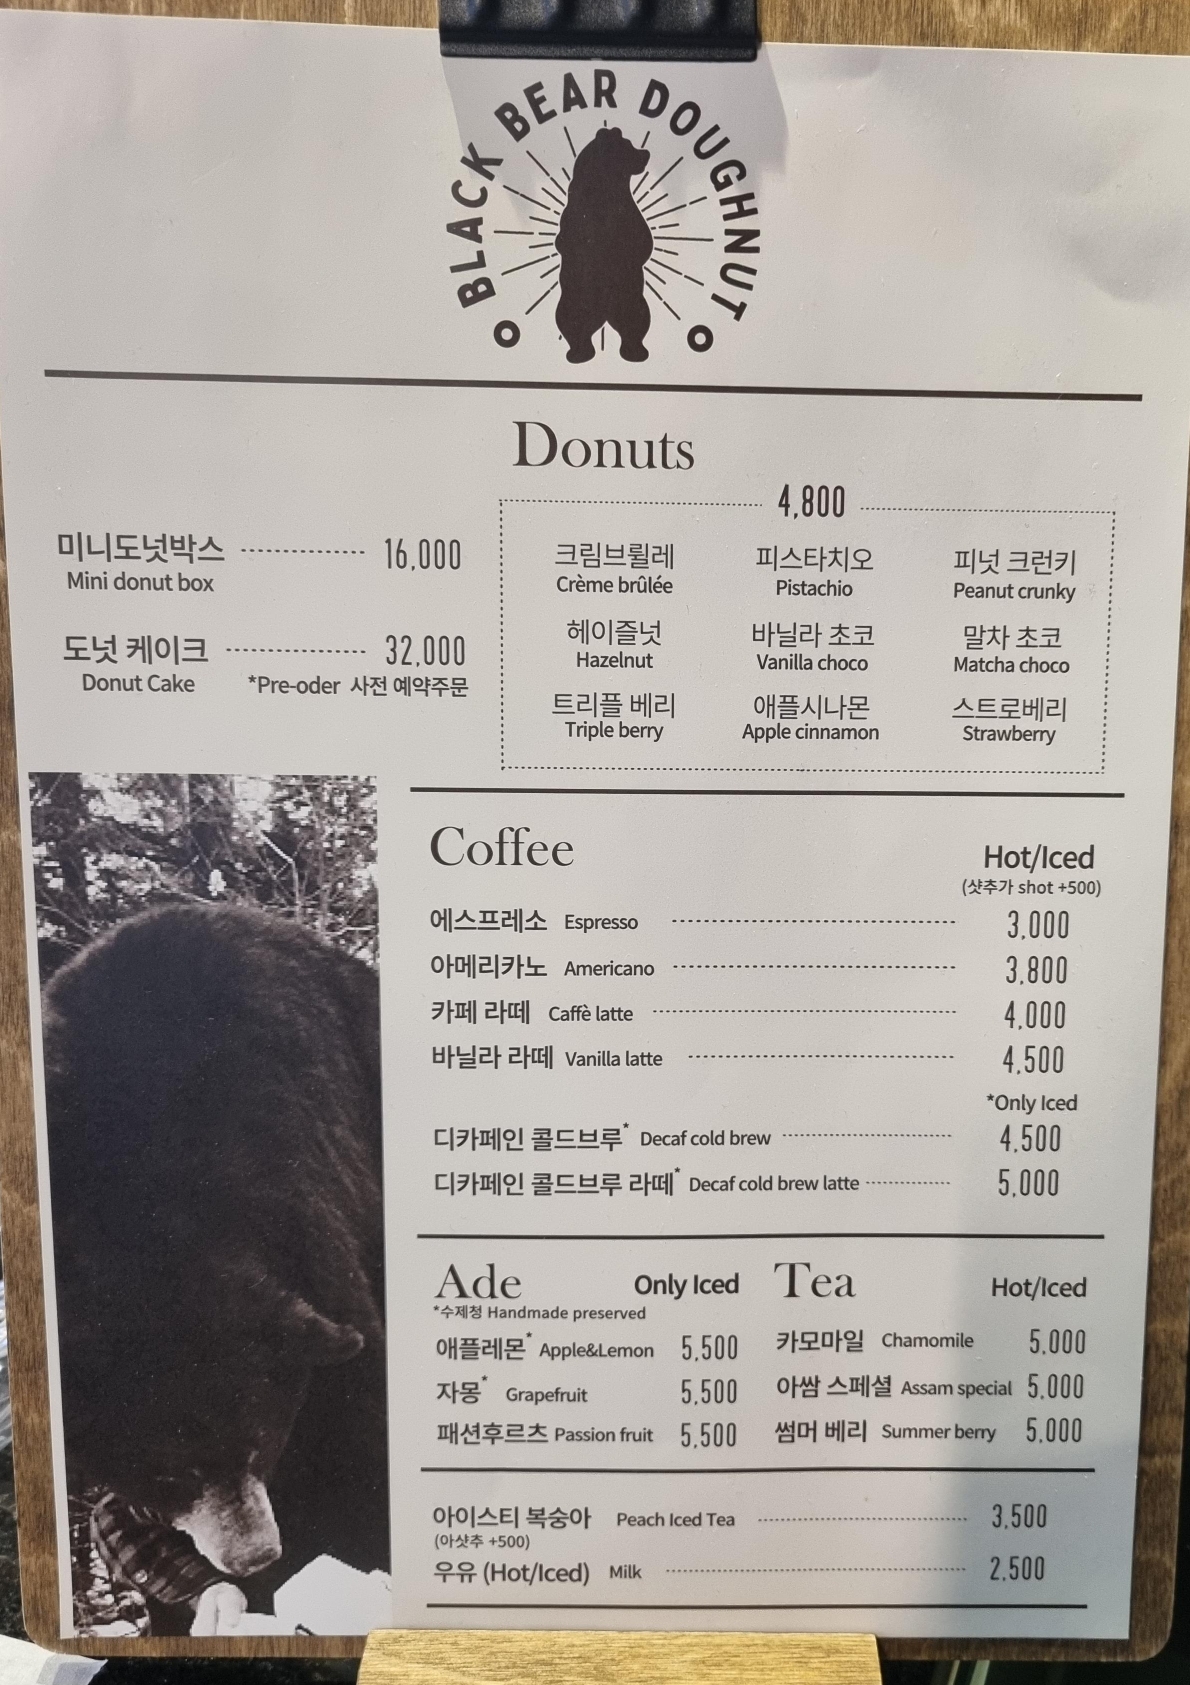 BLACK BEAR DOUGHNUT
Donuts
미니도넛박스 16,000
Mini donut box
도넛 케이크 32,000
Donut Cake *Pre-oder 사전 예약주문
4,800
크림브륄레 피스타치오 피넛 크런키
Crème brûlée Pistachio Peanut crunky
헤이즐넛 바닐라 초코 말차 초코
Hazelnut Vanilla choco Matcha choco
트리플 베리 애플시나몬 스트로베리
Triple berry Apple cinnamon Strawberry
Coffee Hot/Iced
(샷추가 shot +500)
에스프레소 Espresso 3,000
아메리카노 Americano 3,800
카페 라떼 Caffè latte 4,000
바닐라 라떼 Vanilla latte 4,500
*Only Iced
디카페인 콜드브루* Decaf cold brew 4,500
디카페인 콜드브루 라떼* Decaf cold brew latte 5,000
Ade Only Iced
*수제청 Handmade preserved
애플레몬* Apple&Lemon 5,500
자몽* Grapefruit 5,500
패션후르츠 Passion fruit 5,500
Tea Hot/Iced
카모마일 Chamomile 5,000
아쌈 스페셜 Assam special 5,000
썸머 베리 Summer berry 5,000
아이스티 복숭아 Peach Iced Tea 3,500
(아샷추 +500)
우유 (Hot/Iced) Milk 2,500